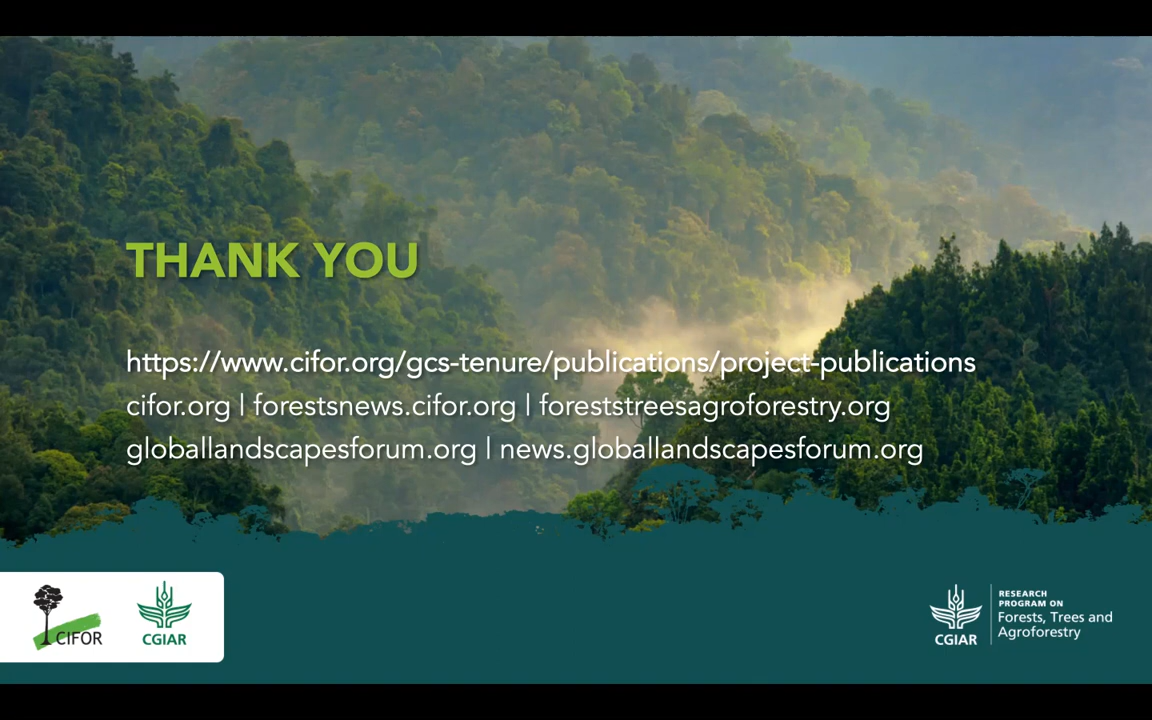 THANK YOU
https://www.cifor.org/gcs-tenure/publications/project-publications
cifor.org | forestsnews.cifor.org | foreststreesagroforestry.org
globallandscapesforum.org | news.globallandscapesforum.org
CIFOR
CGIAR
CGIAR
RESEARCH
PROGRAM ON
Forests, Trees and
Agroforestry